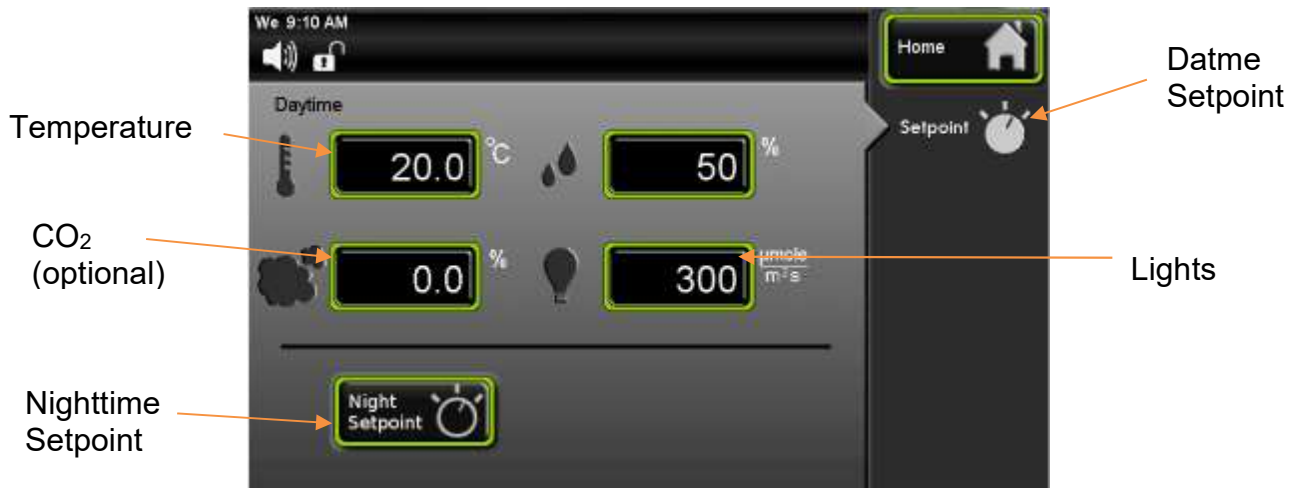 We 9:10 AM
Home
Datme
Setpoint
Setpoint
Daytime
Temperature
20.0 °C
50 %
CO2
(optional)
0.0 %
300 µmole
m²s
Lights
Nighttime
Setpoint
Night
Setpoint